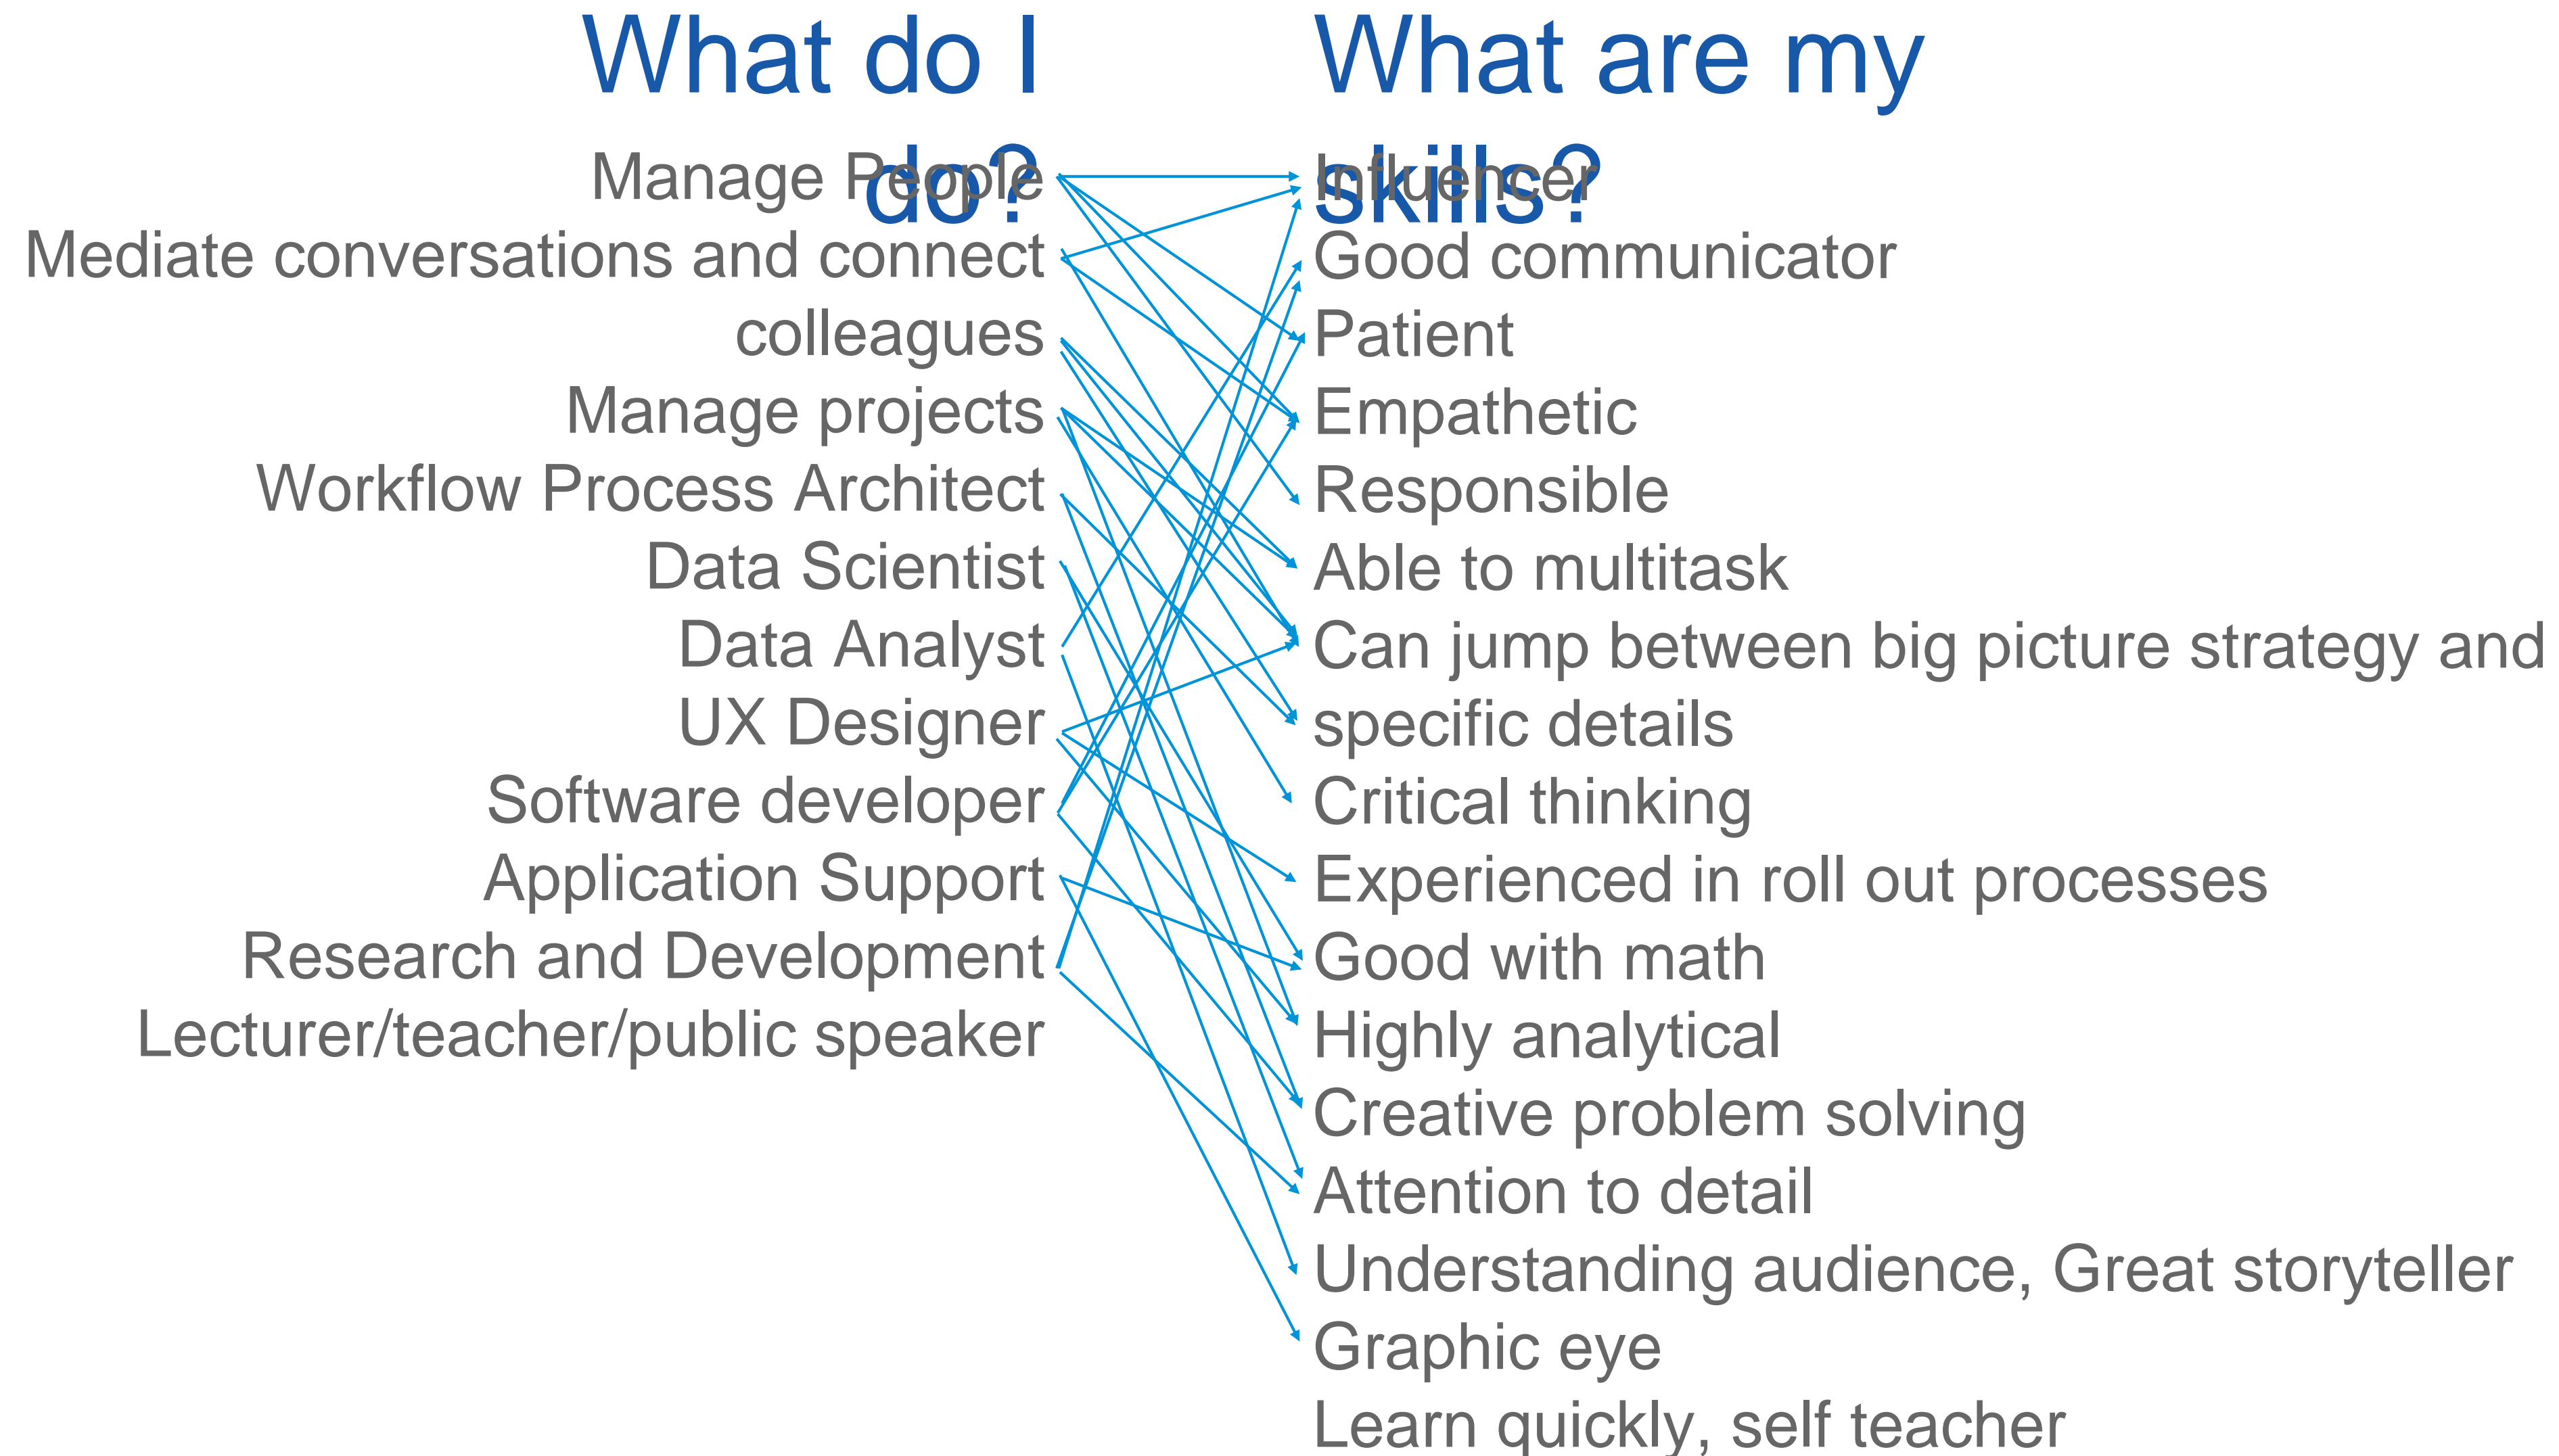 What do I
do?
Manage People
Mediate conversations and connect
colleagues
Manage projects
Workflow Process Architect
Data Scientist
Data Analyst
UX Designer
Software developer
Application Support
Research and Development
Lecturer/teacher/public speaker
What are my
skills?
Influencer
Good communicator
Patient
Empathetic
Responsible
Able to multitask
Can jump between big picture strategy and
specific details
Critical thinking
Experienced in roll out processes
Good with math
Highly analytical
Creative problem solving
Attention to detail
Understanding audience, Great storyteller
Graphic eye
Learn quickly, self teacher